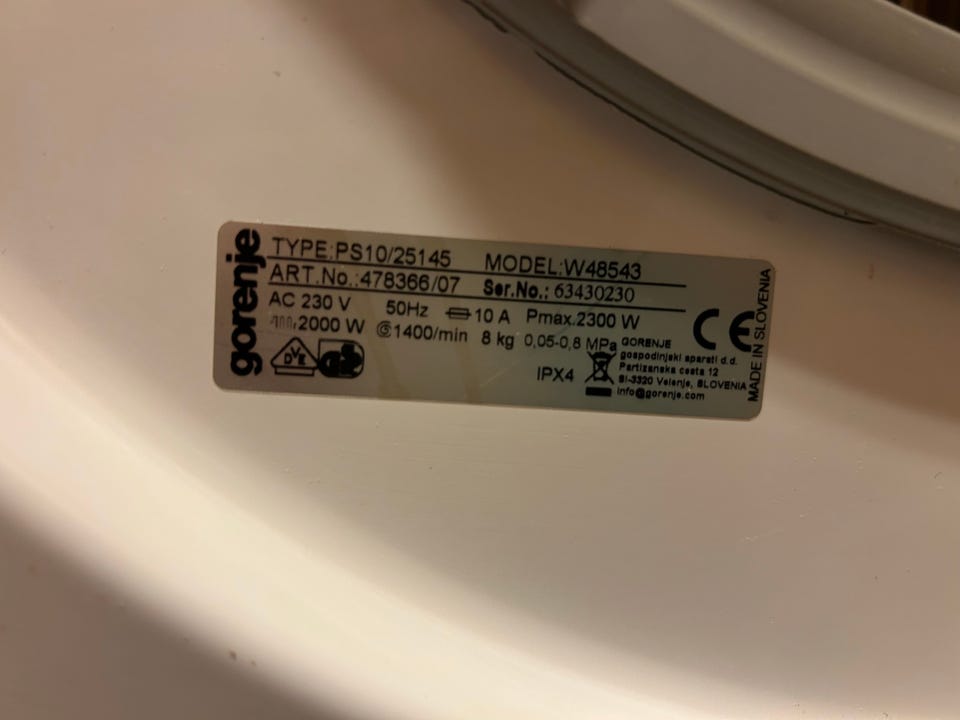 gorenje
TYPE:PS10/25145 MODEL:W48543
ART.No.:478366/07 Ser.No.: 63430230
AC 230 V 50Hz 10 A Pmax.2300 W
2000 W 1400/min 8 kg 0,05-0,8 MPa
DVE GS IPX4
GORENJE
gospodinjski aparati d.d.
Partizanska cesta 12
SI-3320 Velenje, SLOVENIA
info@gorenje.com
CE
MADE IN SLOVENIA